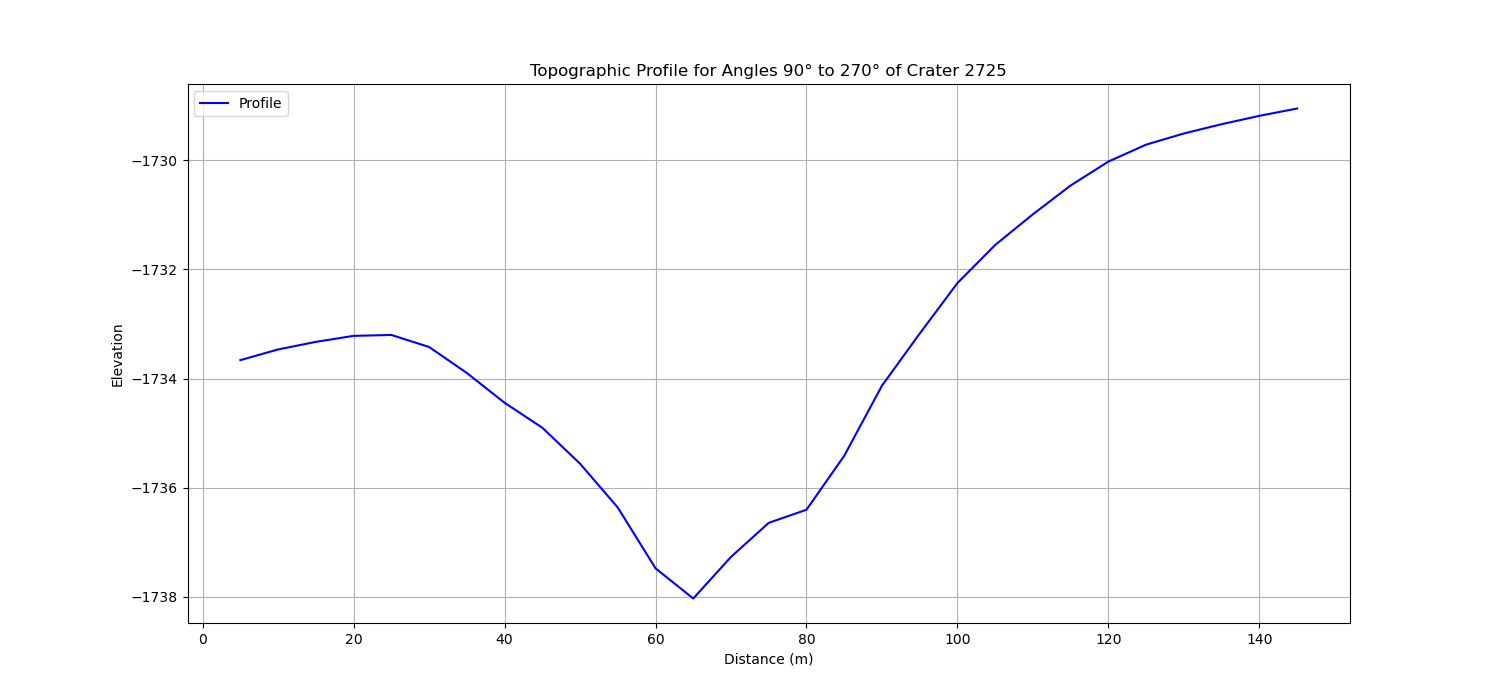 Topographic Profile for Angles 90° to 270° of Crater 2725
Profile
−1730
−1732
−1734
−1736
−1738
Elevation
0 20 40 60 80 100 120 140
Distance (m)